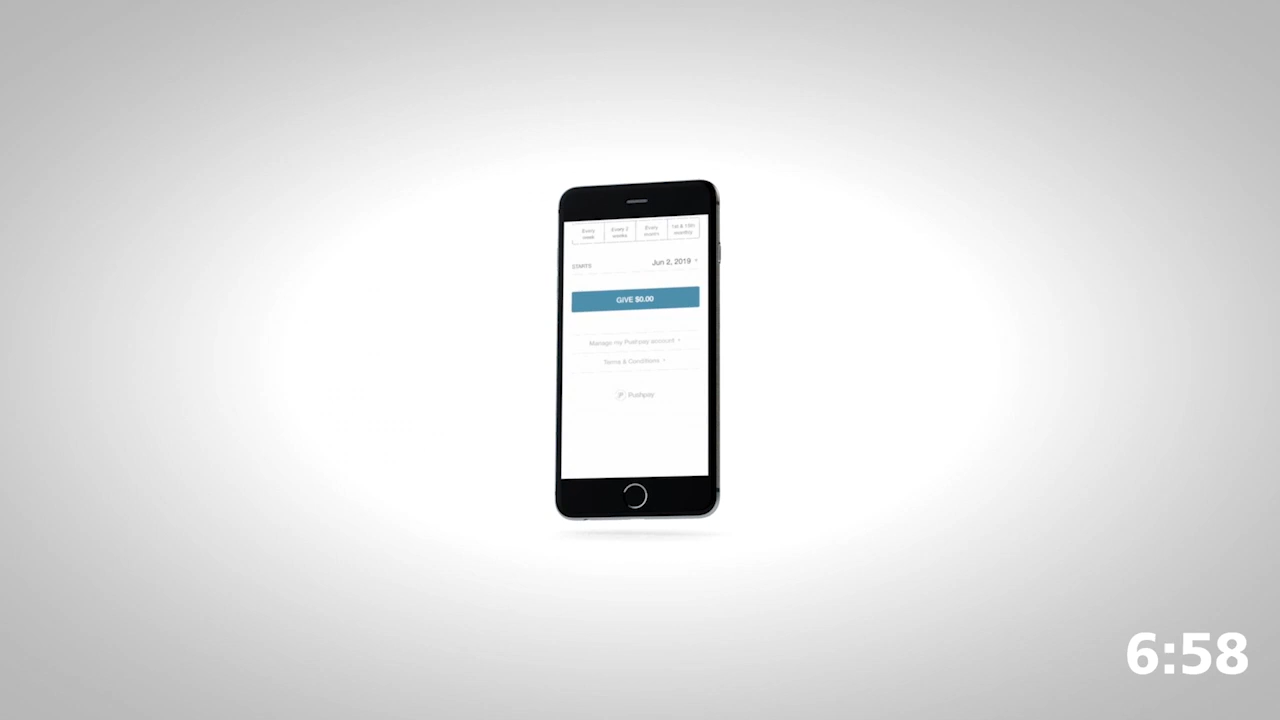 Every week
Every 2 weeks
Every month
1st & 15th monthly
STARTS
Jun 2, 2019
GIVE $0.00
Manage my Pushpay account
Terms & Conditions
Pushpay
6:58